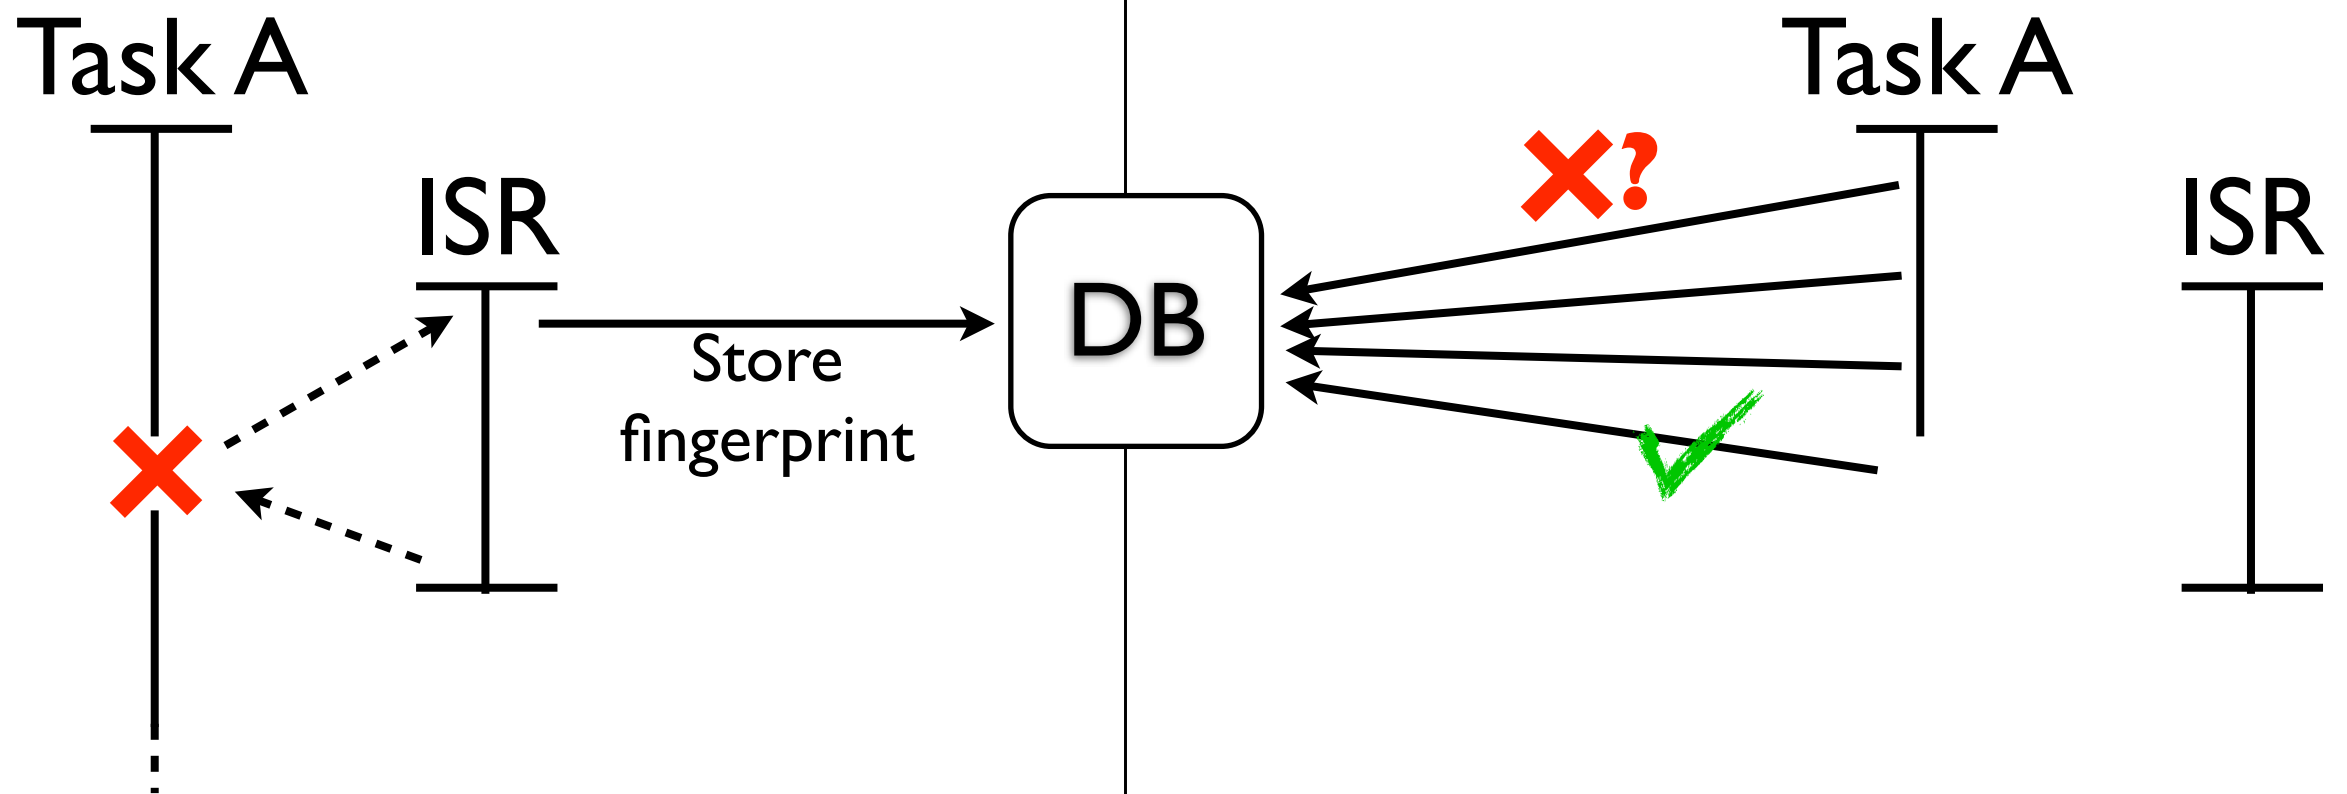 Task A
ISR
Store
fingerprint
DB
?
Task A
ISR